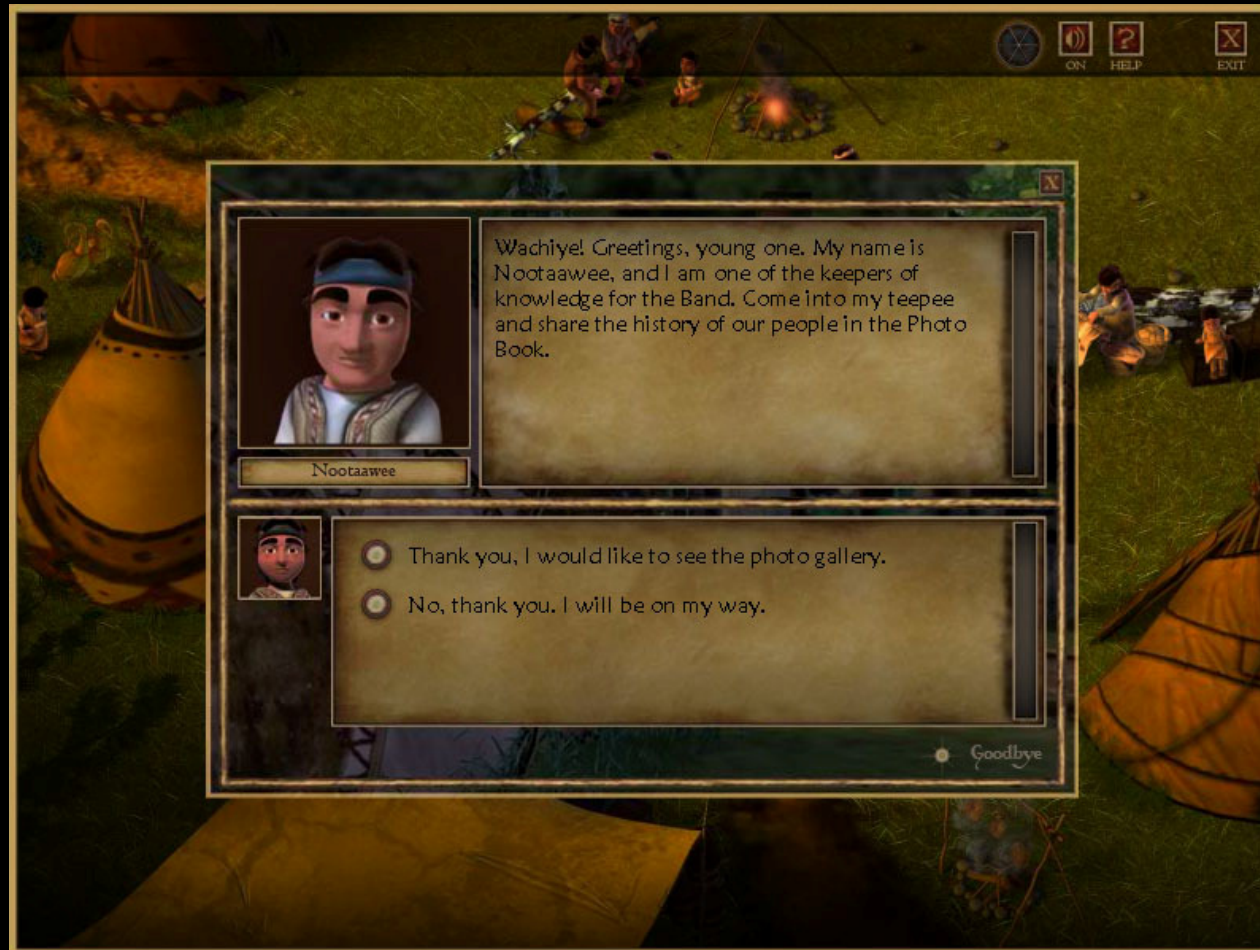 ON
HELP
EXIT
X
X
Wachiye! Greetings, young one. My name is
Nootaawee, and I am one of the keepers of
knowledge for the Band. Come into my teepee
and share the history of our people in the Photo
Book.
Nootaawee
Thank you, I would like to see the photo gallery.
No, thank you. I will be on my way.
Goodbye